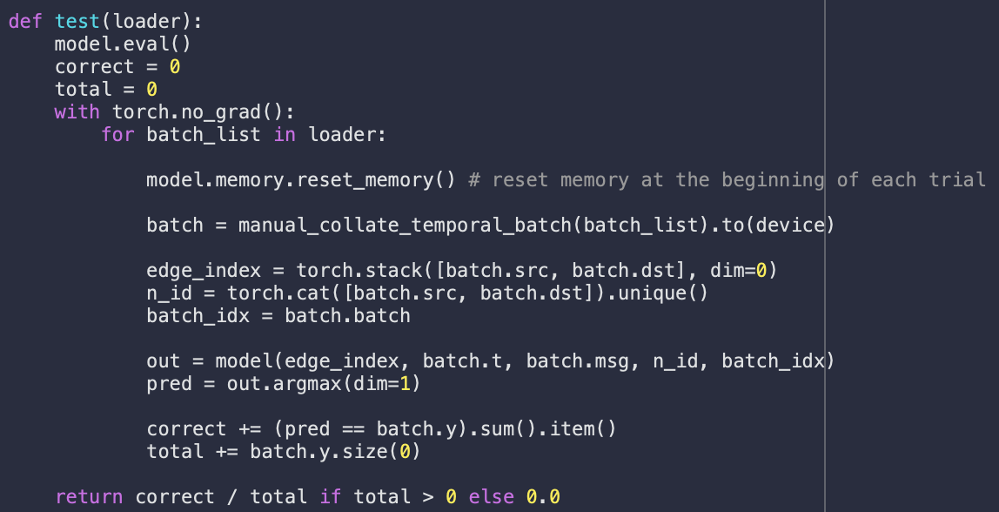 def test(loader):
    model.eval()
    correct = 0
    total = 0
    with torch.no_grad():
        for batch_list in loader:

            model.memory.reset_memory() # reset memory at the beginning of each trial

            batch = manual_collate_temporal_batch(batch_list).to(device)

            edge_index = torch.stack([batch.src, batch.dst], dim=0)
            n_id = torch.cat([batch.src, batch.dst]).unique()
            batch_idx = batch.batch

            out = model(edge_index, batch.t, batch.msg, n_id, batch_idx)
            pred = out.argmax(dim=1)

            correct += (pred == batch.y).sum().item()
            total += batch.y.size(0)

    return correct / total if total > 0 else 0.0